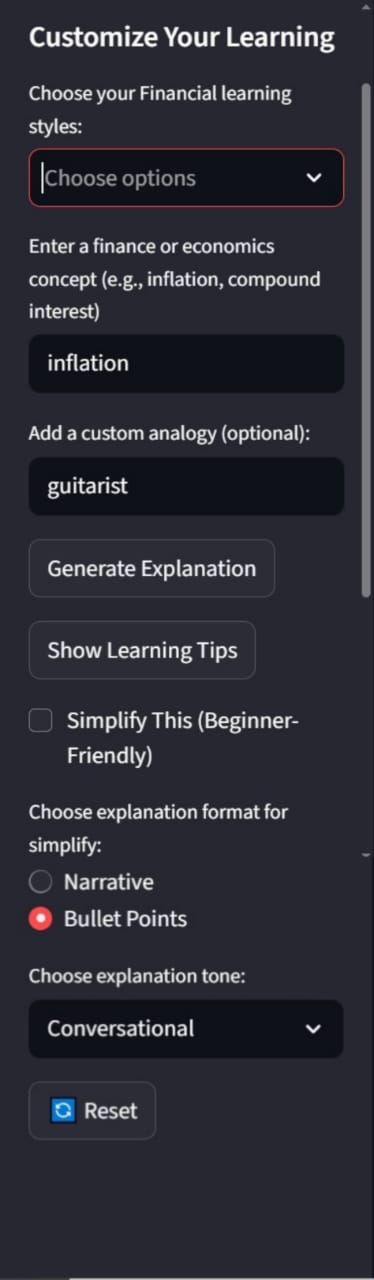 Customize Your Learning
Choose your Financial learning
styles:
Choose options
Enter a finance or economics
concept (e.g., inflation, compound
interest)
inflation
Add a custom analogy (optional):
guitarist
Generate Explanation
Show Learning Tips
Simplify This (Beginner-
Friendly)
Choose explanation format for
simplify:
Narrative
Bullet Points
Choose explanation tone:
Conversational
Reset